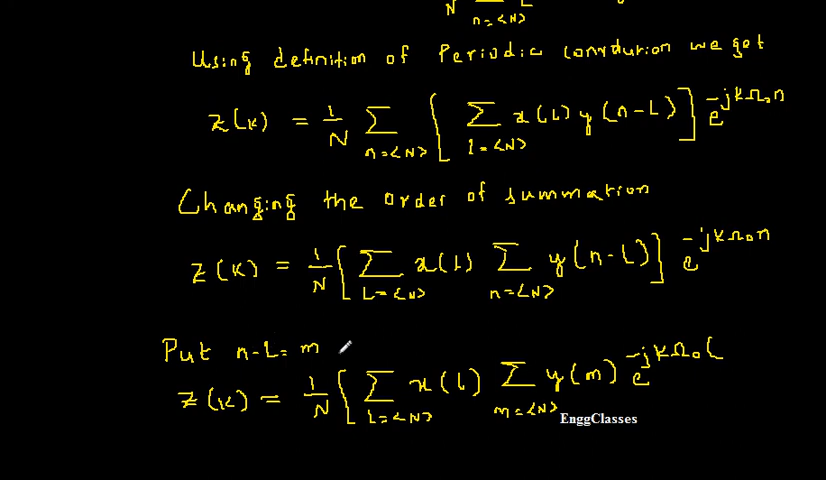 N n=<N>
Using definition of Periodic convolution we get
Z(k) = 1/N ∑ n=<N> [ ∑ l=<N> x(l) y(n-l) ] e^-jkΩ₀n
Changing the order of summation
Z(k) = 1/N [ ∑ l=<N> x(l) ∑ n=<N> y(n-l) ] e^-jkΩ₀n
Put n-l = m
Z(k) = 1/N [ ∑ l=<N> x(l) ∑ m=<N> y(m) e^-jkΩ₀(
EnggClasses